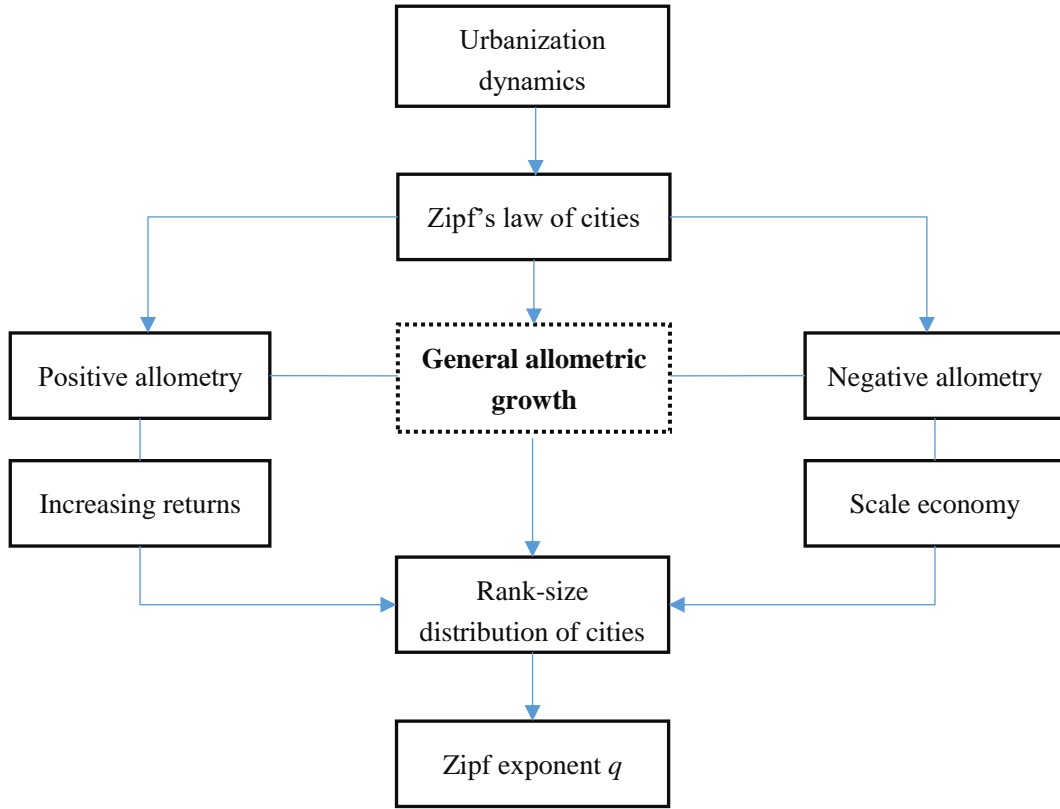 Urbanization
dynamics
Zipf’s law of cities
Positive allometry
General allometric
growth
Negative allometry
Increasing returns
Scale economy
Rank-size
distribution of cities
Zipf exponent q